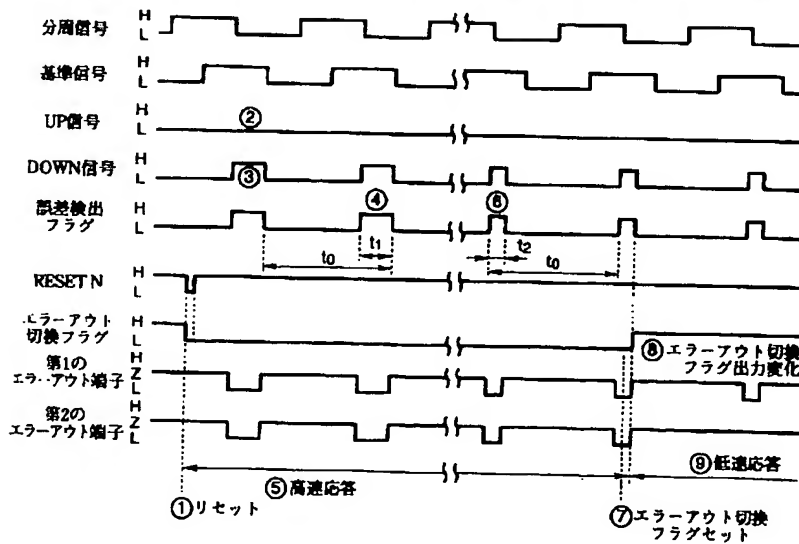 分周信号 H L
基準信号 H L
UP信号 H L ②
DOWN信号 H L ③
誤差検出 H ④ ⑥
フラグ L
t1 t2
t0 t0
RESET N H L
エラーアウト H
切換フラグ L
⑧エラーアウト切換
フラグ出力変化
第1の H
エラーアウト端子 Z L
第2の H
エラーアウト端子 Z L
⑤高速応答 ⑨低速応答
①リセット ⑦エラーアウト切換
フラグセット